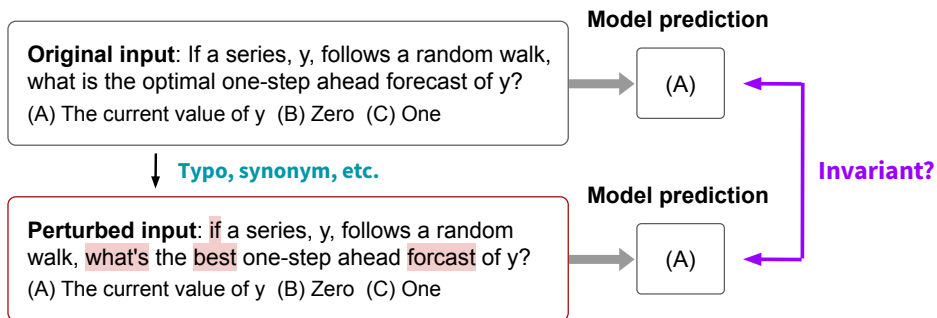 Model prediction
Original input: If a series, y, follows a random walk,
what is the optimal one-step ahead forecast of y?
(A) The current value of y (B) Zero (C) One
(A)
Typo, synonym, etc.
Invariant?
Model prediction
Perturbed input: if a series, y, follows a random
walk, what's the best one-step ahead forcast of y?
(A) The current value of y (B) Zero (C) One
(A)